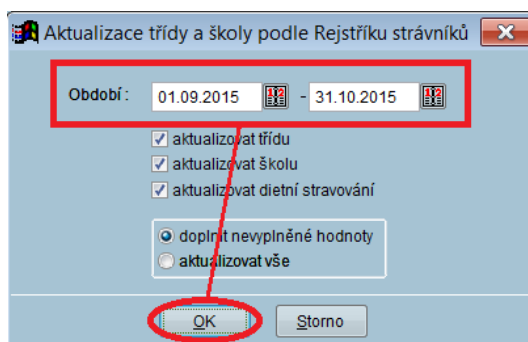 Aktualizace třídy a školy podle Rejstříku strávníků
Období : 01.09.2015 - 31.10.2015
aktualizovat třídu
aktualizovat školu
aktualizovat dietní stravování
doplnit nevyplněné hodnoty
aktualizovat vše
OK Storno